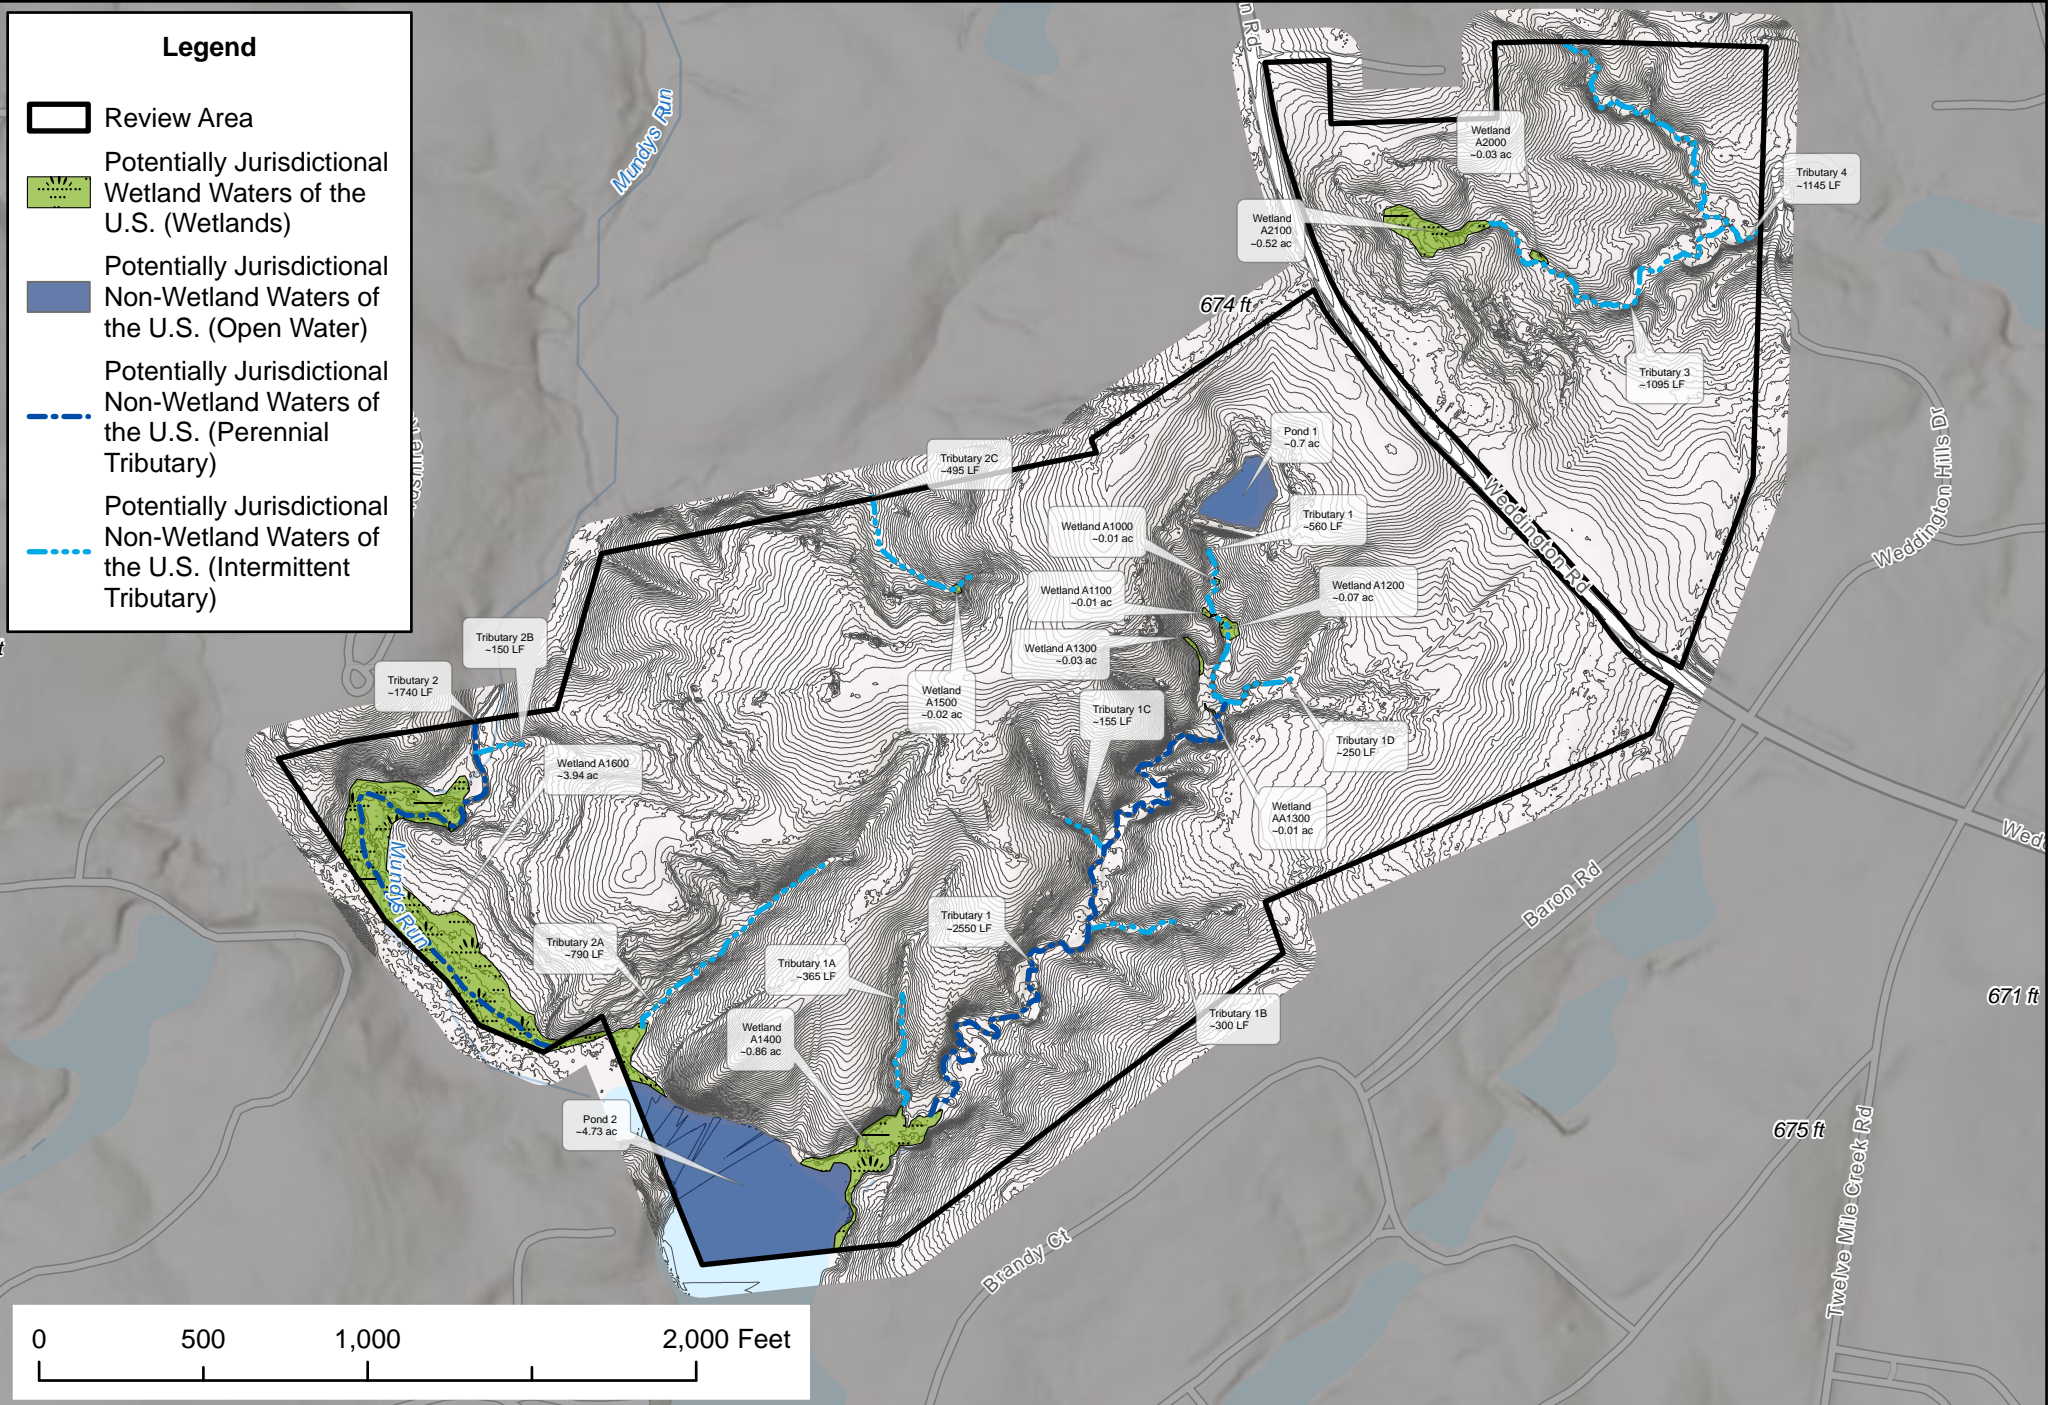 Legend
Review Area
Potentially Jurisdictional
Wetland Waters of the
U.S. (Wetlands)
Potentially Jurisdictional
Non-Wetland Waters of
the U.S. (Open Water)
Potentially Jurisdictional
Non-Wetland Waters of
the U.S. (Perennial
Tributary)
Potentially Jurisdictional
Non-Wetland Waters of
the U.S. (Intermittent
Tributary)
Mundys Run
n Rd
Wetland
A2000
~0.03 ac
Tributary 4
~1145 LF
Wetland
A2100
~0.52 ac
674 ft
Tributary 3
~1095 LF
Weddington Hills Dr
Pond 1
~0.7 ac
Tributary 2C
~495 LF
Weddington Rd
Wetland A1000
~0.01 ac
Tributary 1
~560 LF
Wetland A1100
~0.01 ac
Wetland A1200
~0.07 ac
Wetland A1300
~0.03 ac
Tributary 2B
~150 LF
Tributary 2
~1740 LF
Wetland
A1500
~0.02 ac
Tributary 1C
~155 LF
Tributary 1D
~250 LF
Wetland A1600
~3.94 ac
Wetland
AA1300
~0.01 ac
Wedd
Mundys Run
Baron Rd
Tributary 2A
~790 LF
Tributary 1
~2550 LF
Tributary 1A
~365 LF
Tributary 1B
~300 LF
671 ft
Wetland
A1400
~0.86 ac
Pond 2
~4.73 ac
675 ft
Twelve Mile Creek Rd
Brandy Ct
0 500 1,000 2,000 Feet